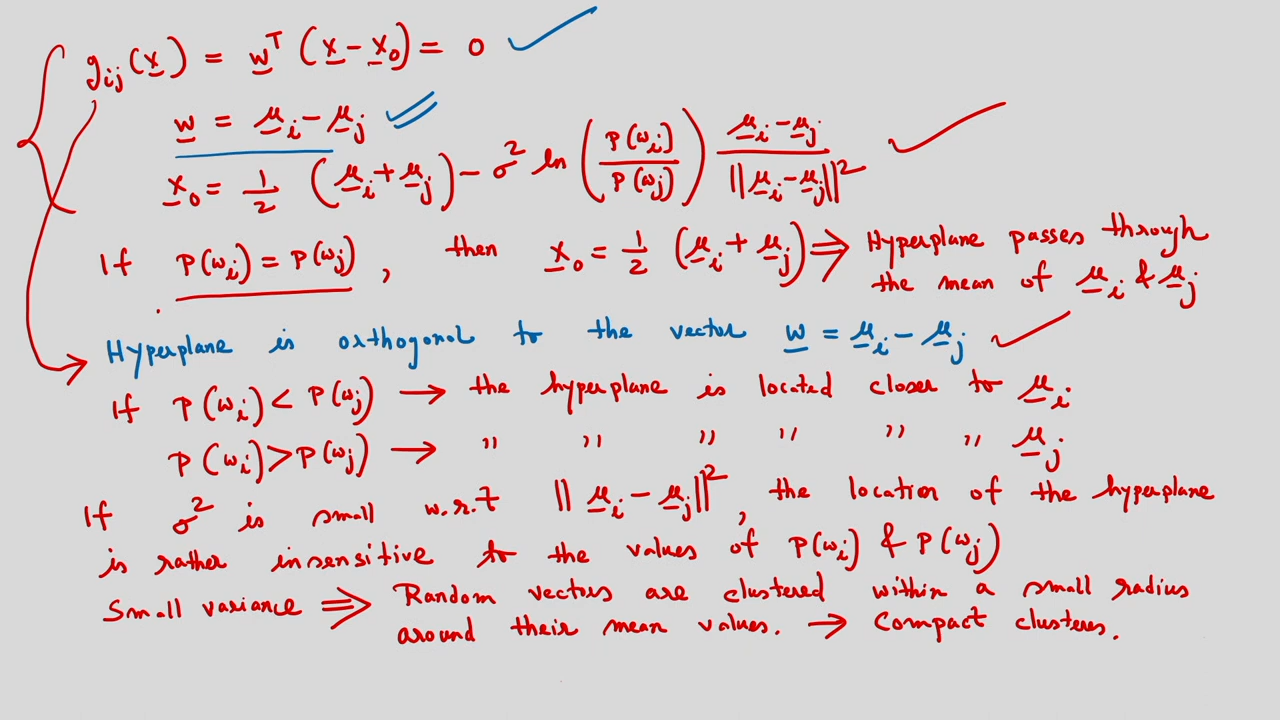 g_ij(x) = w^T (x - x_0) = 0
w = μ_i - μ_j
x_0 = 1/2 (μ_i + μ_j) - σ^2 ln (P(ω_i)/P(ω_j)) (μ_i - μ_j)/||μ_i - μ_j||^2
If P(ω_i) = P(ω_j), then x_0 = 1/2 (μ_i + μ_j) ⇒ Hyperplane passes through
the mean of μ_i & μ_j
Hyperplane is orthogonal to the vector w = μ_i - μ_j
If P(ω_i) < P(ω_j) → the hyperplane is located closer to μ_i
P(ω_i) > P(ω_j) → " " " " " " μ_j
If σ^2 is small w.r.t ||μ_i - μ_j||^2, the location of the hyperplane
is rather insensitive to the values of P(ω_i) & P(ω_j)
Small variance ⇒ Random vectors are clustered within a small radius
around their mean values. → Compact clusters.